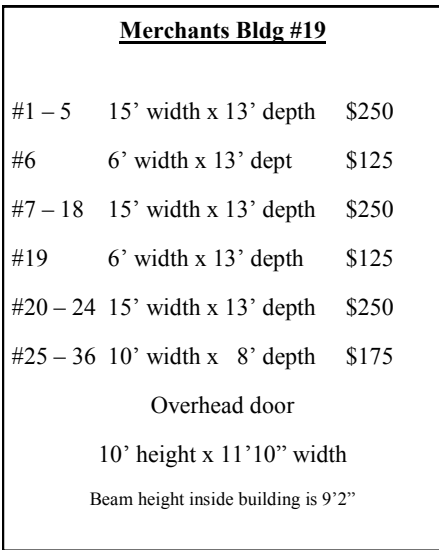 Merchants Bldg #19
#1 – 5 15’ width x 13’ depth $250
#6 6’ width x 13’ dept $125
#7 – 18 15’ width x 13’ depth $250
#19 6’ width x 13’ depth $125
#20 – 24 15’ width x 13’ depth $250
#25 – 36 10’ width x 8’ depth $175
Overhead door
10’ height x 11’10” width
Beam height inside building is 9’2”